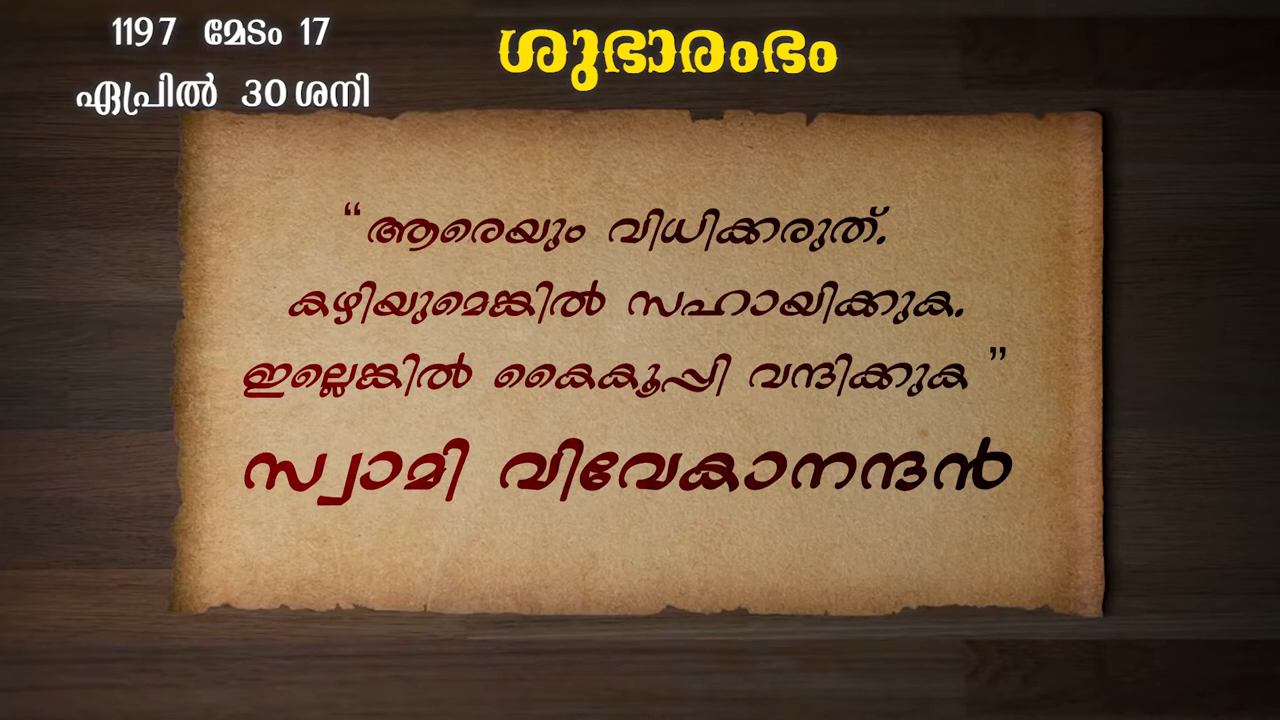 1197 മേടം 17
ഏപ്രിൽ 30 ശനി
ശുഭാരംഭം
“ ആരെയും വിധിക്കരുത്.
കഴിയുമെങ്കിൽ സഹായിക്കുക.
ഇല്ലെങ്കിൽ കൈകൂപ്പി വന്ദിക്കുക ”
സ്വാമി വിവേകാനന്ദൻ